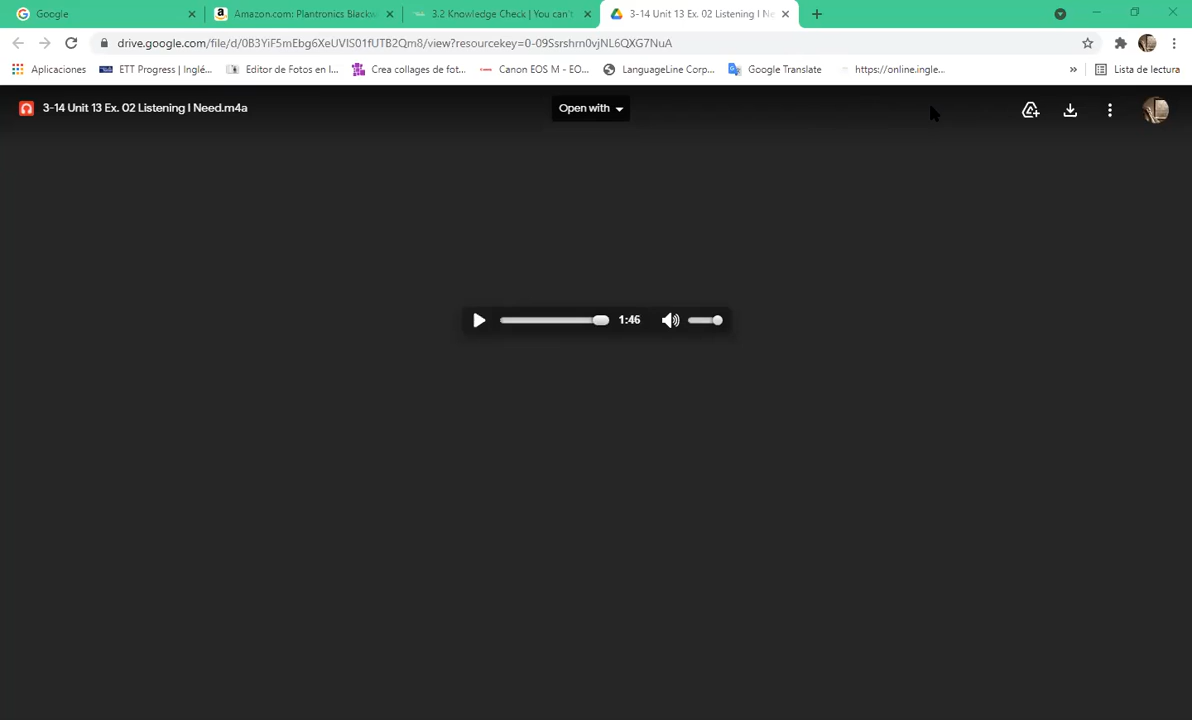 Google
Amazon.com: Plantronics Blackwi
3.2 Knowledge Check | You can't
3-14 Unit 13 Ex. 02 Listening I Ne
drive.google.com/file/d/0B3YiF5mEbg6XeUVIS01fUTB2Qm8/view?resourcekey=0-09Ssrshrn0vjNL6QXG7NuA
Aplicaciones
ETT Progress | Inglé...
Editor de Fotos en l...
Crea collages de fot...
Canon EOS M - EO...
LanguageLine Corp...
Google Translate
https://online.ingle...
»
Lista de lectura
3-14 Unit 13 Ex. 02 Listening I Need.m4a
Open with
1:46